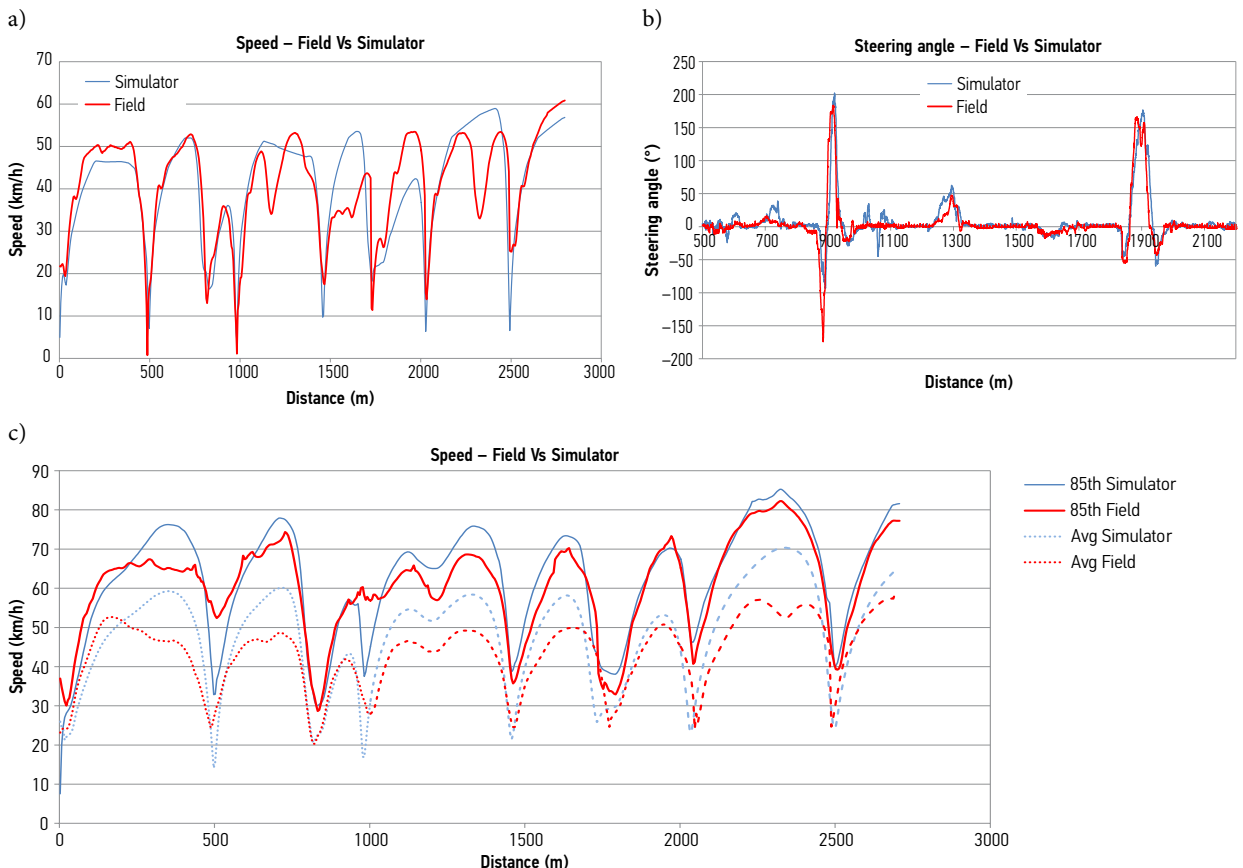 a)
Speed – Field Vs Simulator
Speed (km/h)
70
60
50
40
30
20
10
0
Simulator
Field
0 500 1000 1500 2000 2500 3000
Distance (m)
b)
Steering angle – Field Vs Simulator
Steering angle (°)
250
200
150
100
50
0
–50
–100
–150
–200
Simulator
Field
500 700 900 1100 1300 1500 1700 1900 2100
Distance (m)
c)
Speed – Field Vs Simulator
Speed (km/h)
90
80
70
60
50
40
30
20
10
0
0 500 1000 1500 2000 2500 3000
Distance (m)
85th Simulator
85th Field
Avg Simulator
Avg Field